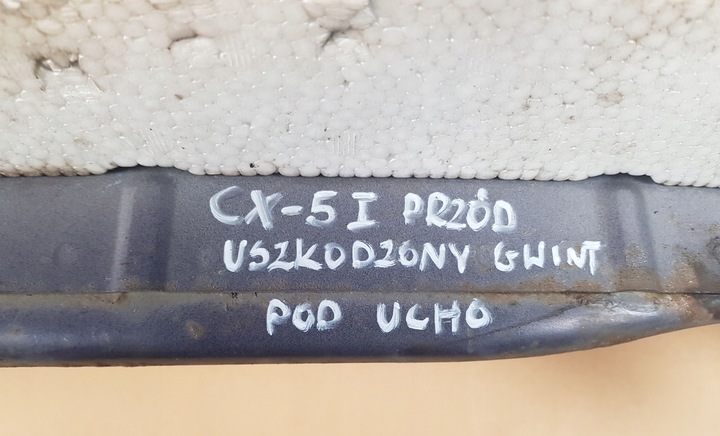 CX-5 I PRZÓD
USZKODZONY GWINT
POD UCHO